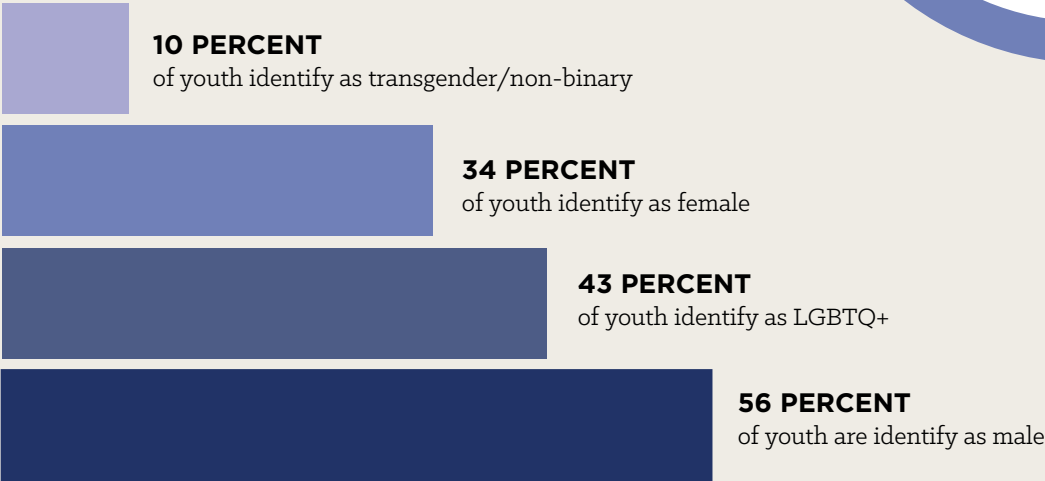 10 PERCENT
of youth identify as transgender/non-binary
34 PERCENT
of youth identify as female
43 PERCENT
of youth identify as LGBTQ+
56 PERCENT
of youth are identify as male